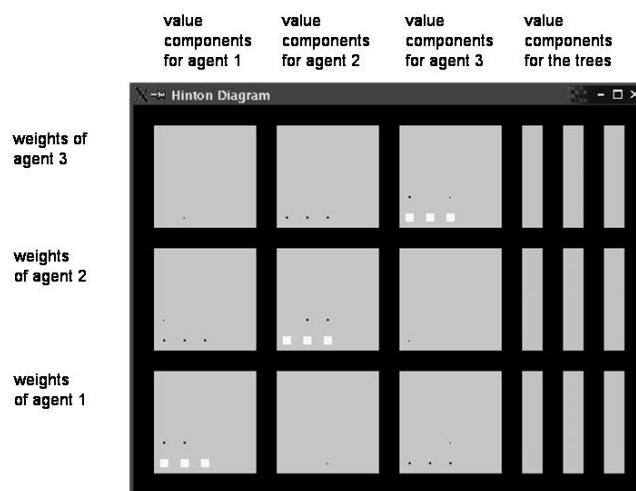 value
components
for agent 1
value
components
for agent 2
value
components
for agent 3
value
components
for the trees
Hinton Diagram
weights of
agent 3
weights
of agent 2
weights
of agent 1